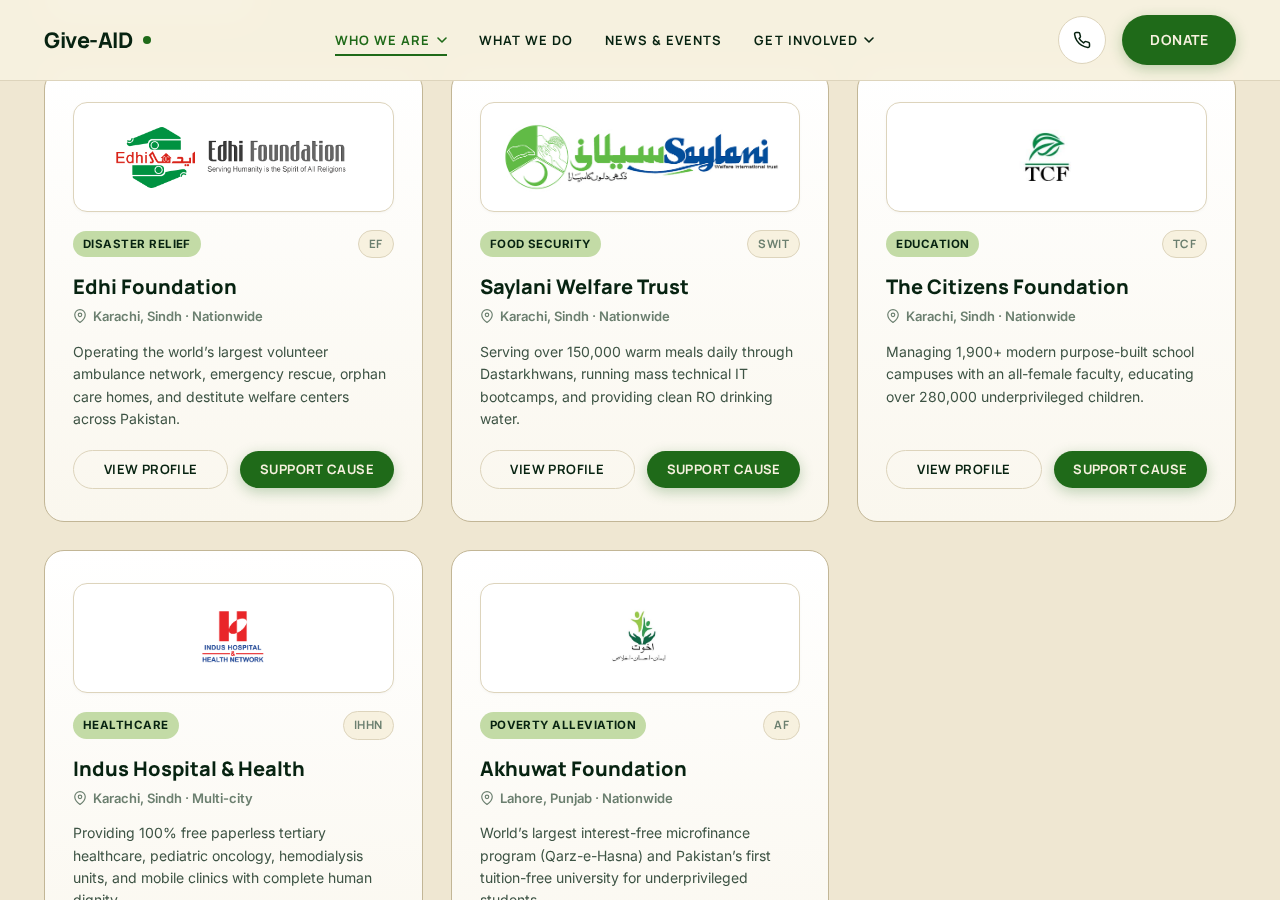 Give-AID
WHO WE ARE
WHAT WE DO
NEWS & EVENTS
GET INVOLVED
DONATE
Edhi ایدھی
Edhi Foundation
Serving Humanity is the Spirit of All Religions
سیلانی Saylani
Welfare International trust
TCF
DISASTER RELIEF
EF
FOOD SECURITY
SWIT
EDUCATION
TCF
Edhi Foundation
Saylani Welfare Trust
The Citizens Foundation
Karachi, Sindh · Nationwide
Karachi, Sindh · Nationwide
Karachi, Sindh · Nationwide
Operating the world’s largest volunteer
ambulance network, emergency rescue, orphan
care homes, and destitute welfare centers
across Pakistan.
Serving over 150,000 warm meals daily through
Dastarkhwans, running mass technical IT
bootcamps, and providing clean RO drinking
water.
Managing 1,900+ modern purpose-built school
campuses with an all-female faculty, educating
over 280,000 underprivileged children.
VIEW PROFILE
SUPPORT CAUSE
VIEW PROFILE
SUPPORT CAUSE
VIEW PROFILE
SUPPORT CAUSE
INDUS HOSPITAL
&
HEALTH NETWORK
اخوت
HEALTHCARE
IHHN
POVERTY ALLEVIATION
AF
Indus Hospital & Health
Akhuwat Foundation
Karachi, Sindh · Multi-city
Lahore, Punjab · Nationwide
Providing 100% free paperless tertiary
healthcare, pediatric oncology, hemodialysis
units, and mobile clinics with complete human
dignity.
World’s largest interest-free microfinance
program (Qarz-e-Hasna) and Pakistan’s first
tuition-free university for underprivileged
students.